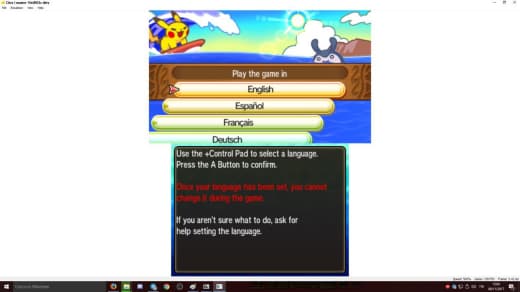 Play the game in
English
Español
Français
Deutsch
Use the +Control Pad to select a language.
Press the A Button to confirm.
Once your language has been set, you cannot
change it during the game.
If you aren't sure what to do, ask for
help setting the language.